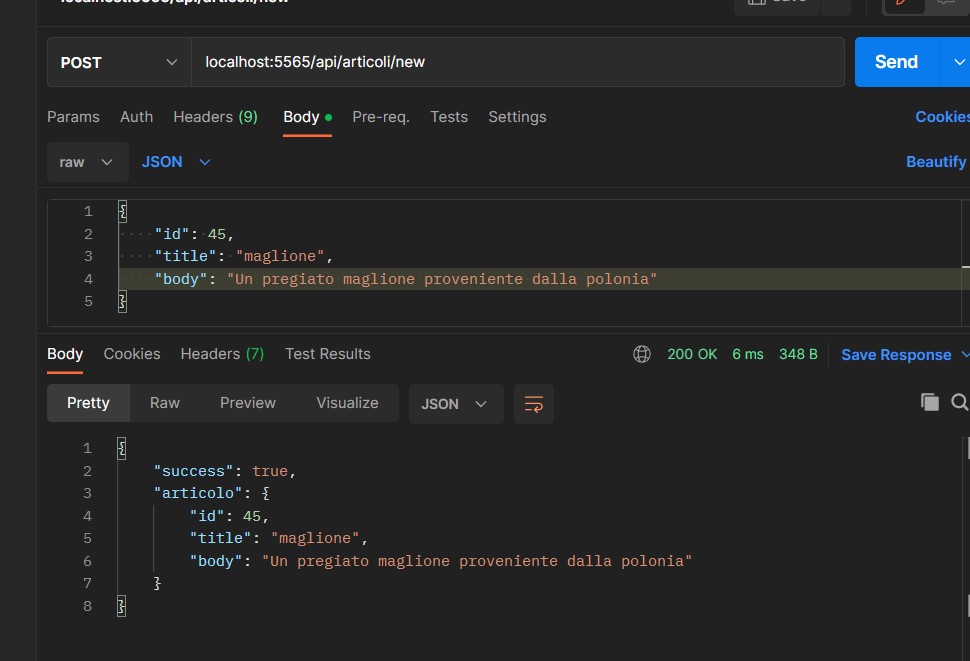 POST localhost:5565/api/articoli/new Send
Params Auth Headers (9) Body Pre-req. Tests Settings Cookies
raw JSON Beautify
1 {
2 "id": 45,
3 "title": "maglione",
4 "body": "Un pregiato maglione proveniente dalla polonia"
5 }
Body Cookies Headers (7) Test Results 200 OK 6 ms 348 B Save Response
Pretty Raw Preview Visualize JSON
1 {
2 "success": true,
3 "articolo": {
4 "id": 45,
5 "title": "maglione",
6 "body": "Un pregiato maglione proveniente dalla polonia"
7 }
8 }